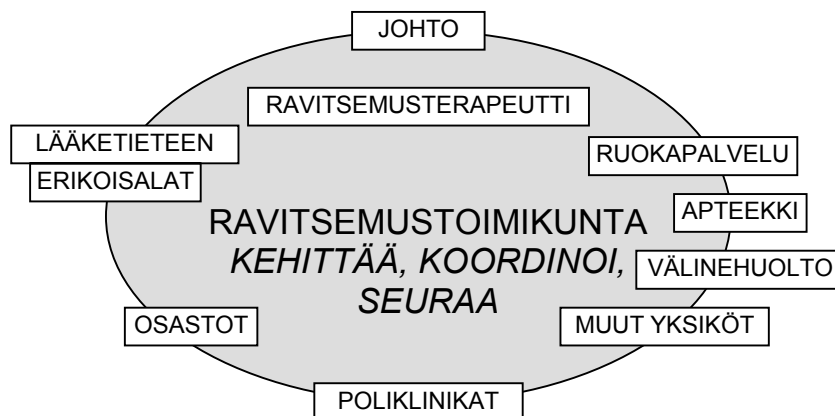 JOHTO
RAVITSEMUSTERAPEUTTI
LÄÄKETIETEEN
ERIKOISALAT
RUOKAPALVELU
APTEEKKI
RAVITSEMUSTOIMIKUNTA
KEHITTÄÄ, KOORDINOI,
SEURAA
VÄLINEHUOLTO
OSASTOT
MUUT YKSIKÖT
POLIKLINIKAT